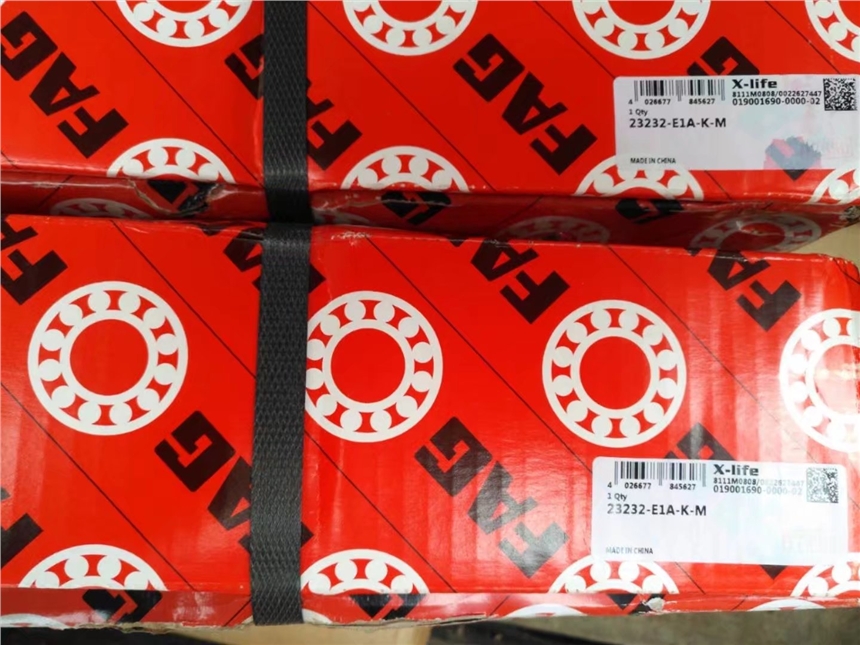 FAG
FAG
FAG
X-life
8111M0808/0022627447
019001690-0000-02
4 026677 845627
1 Qty
23232-E1A-K-M
MADE IN CHINA
FAG
FAG
FAG
FAG
FAG
X-life
8111M0808/0022627447
019001690-0000-02
4 026677 845627
1 Qty
23232-E1A-K-M
MADE IN CHINA